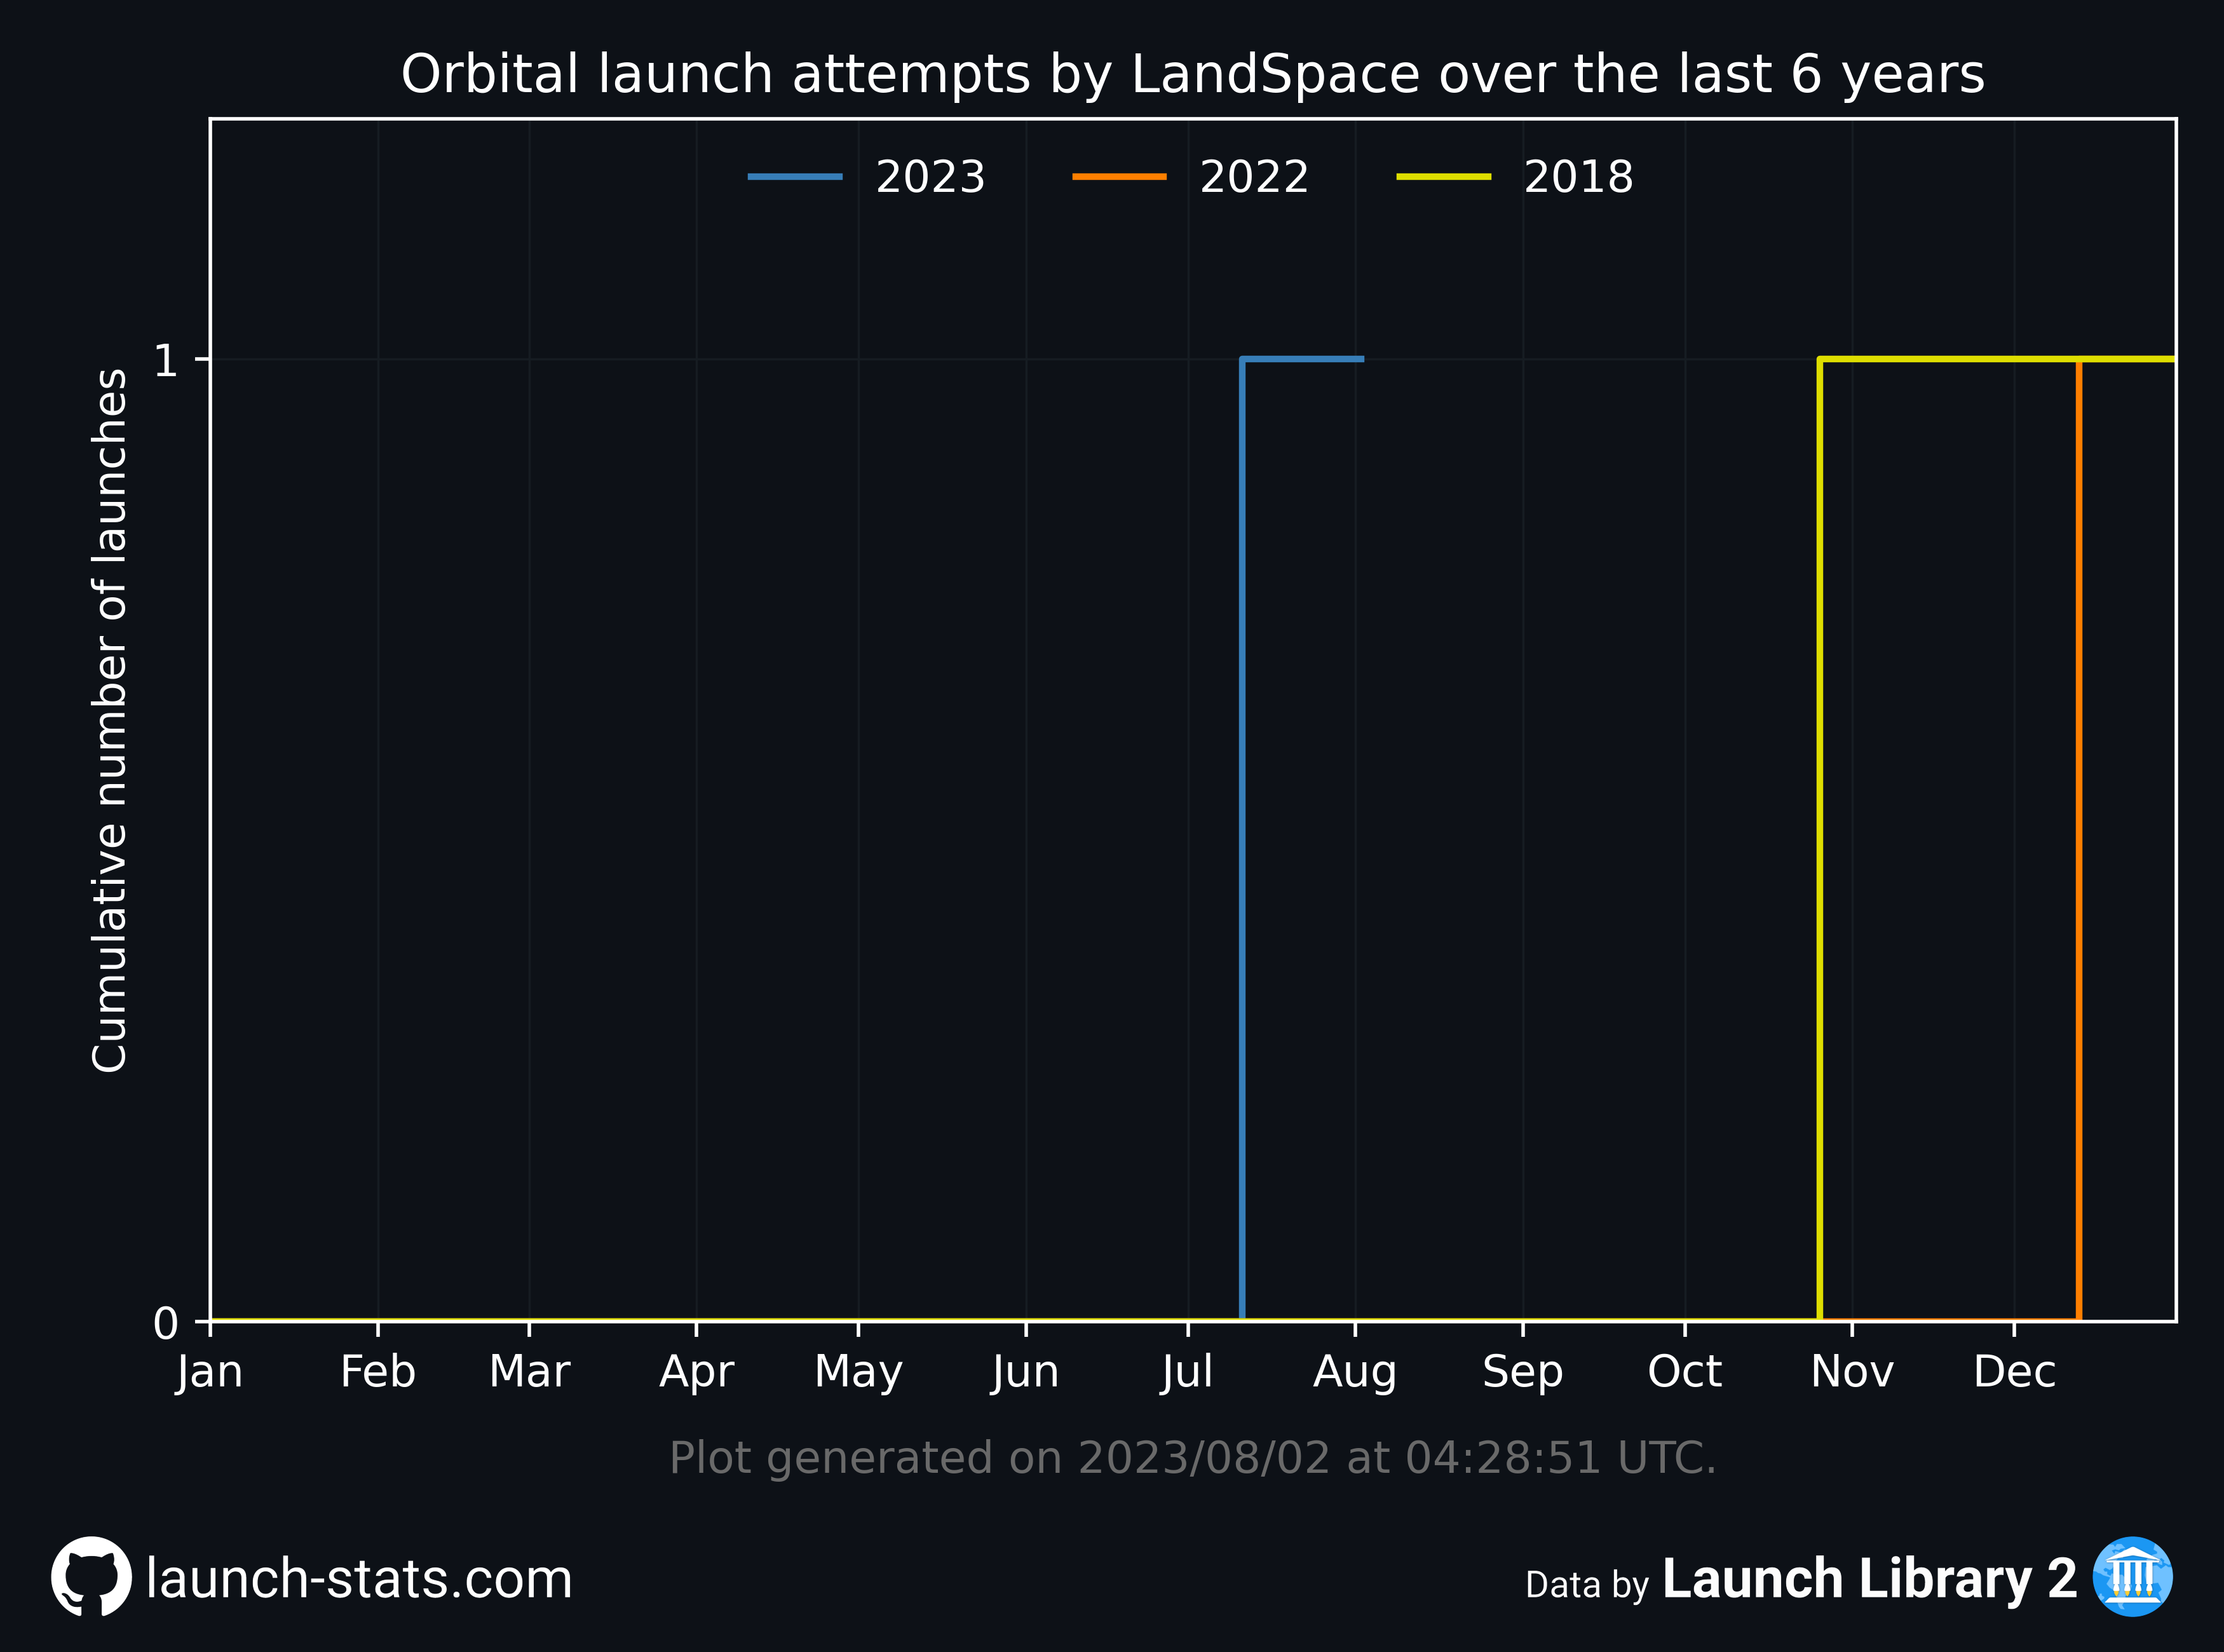 Orbital launch attempts by LandSpace over the last 6 years
2023 2022 2018
Cumulative number of launches
1
0
Jan Feb Mar Apr May Jun Jul Aug Sep Oct Nov Dec
Plot generated on 2023/08/02 at 04:28:51 UTC.
launch-stats.com
Data by Launch Library 2